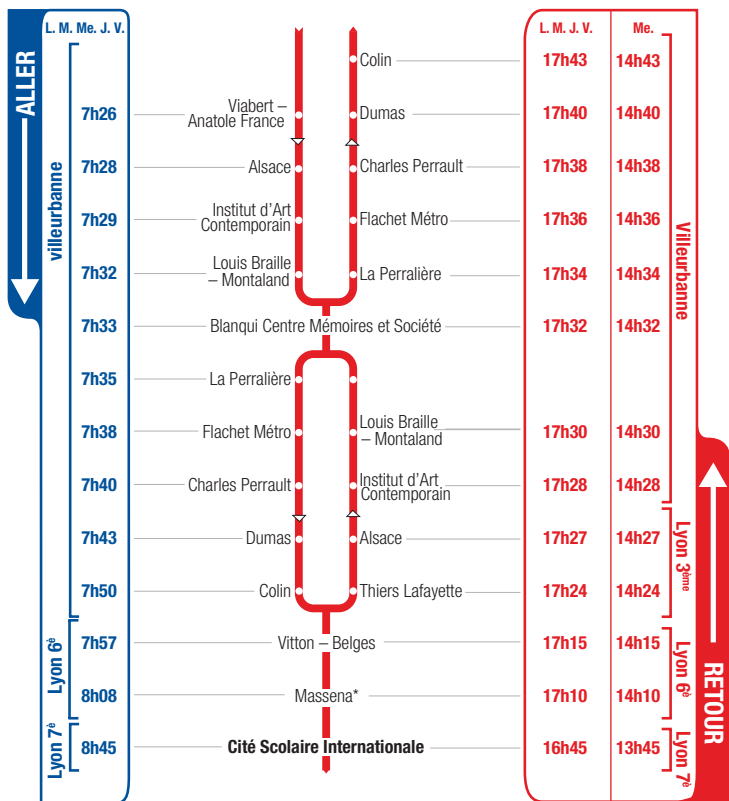 ALLER
L. M. Me. J. V.
L. M. J. V.
Me.
Colin
17h43
14h43
7h26
Viabert –
Anatole France
Dumas
17h40
14h40
7h28
Alsace
Charles Perrault
17h38
14h38
villeurbanne
7h29
Institut d'Art
Contemporain
Flachet Métro
17h36
14h36
Villeurbanne
7h32
Louis Braille
– Montaland
La Perralière
17h34
14h34
7h33
Blanqui Centre Mémoires et Société
17h32
14h32
7h35
La Perralière
7h38
Flachet Métro
Louis Braille
– Montaland
17h30
14h30
7h40
Charles Perrault
Institut d'Art
Contemporain
17h28
14h28
7h43
Dumas
Alsace
17h27
14h27
Lyon 3ème
7h50
Colin
Thiers Lafayette
17h24
14h24
Lyon 6è
7h57
Vitton – Belges
17h15
14h15
Lyon 6è
8h08
Massena*
17h10
14h10
RETOUR
Lyon 7è
8h45
Cité Scolaire Internationale
16h45
13h45
Lyon 7è